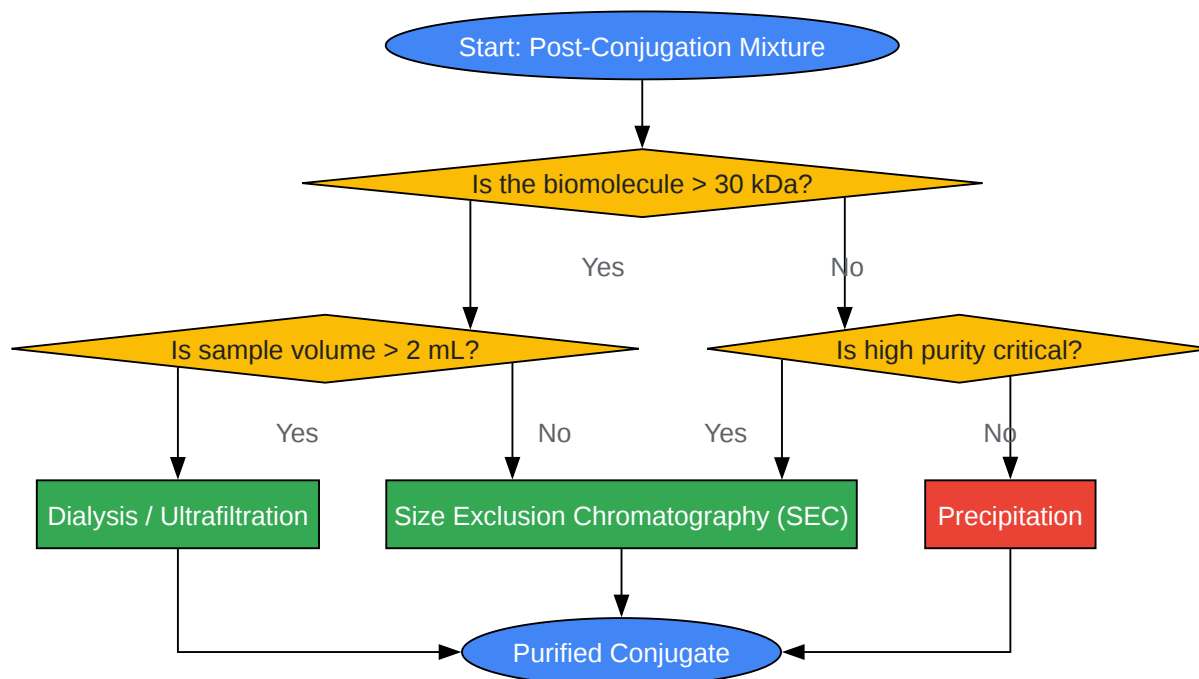 Start: Post-Conjugation Mixture
Is the biomolecule > 30 kDa?
Yes
No
Is sample volume > 2 mL?
Is high purity critical?
Yes
No
Yes
No
Dialysis / Ultrafiltration
Size Exclusion Chromatography (SEC)
Precipitation
Purified Conjugate